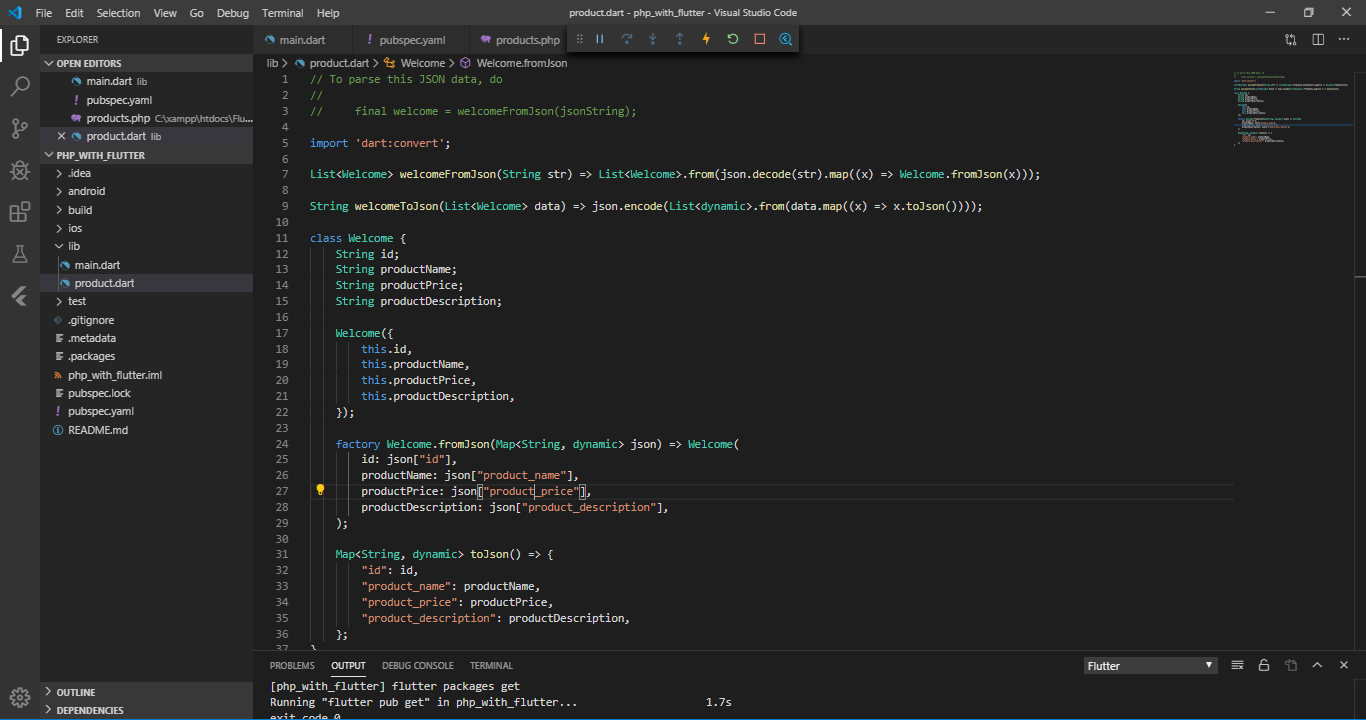 File Edit Selection View Go Debug Terminal Help
product.dart - php_with_flutter - Visual Studio Code
EXPLORER
OPEN EDITORS
main.dart lib
pubspec.yaml
products.php C:\xampp\htdocs\Flu...
product.dart lib
PHP_WITH_FLUTTER
.idea
android
build
ios
lib
main.dart
product.dart
test
.gitignore
.metadata
.packages
php_with_flutter.iml
pubspec.lock
pubspec.yaml
README.md
OUTLINE
DEPENDENCIES
main.dart
pubspec.yaml
products.php
lib > product.dart > Welcome > Welcome.fromJson
1 // To parse this JSON data, do
2 //
3 //     final welcome = welcomeFromJson(jsonString);
4
5 import 'dart:convert';
6
7 List<Welcome> welcomeFromJson(String str) => List<Welcome>.from(json.decode(str).map((x) => Welcome.fromJson(x)));
8
9 String welcomeToJson(List<Welcome> data) => json.encode(List<dynamic>.from(data.map((x) => x.toJson())));
10
11 class Welcome {
12     String id;
13     String productName;
14     String productPrice;
15     String productDescription;
16
17     Welcome({
18         this.id,
19         this.productName,
20         this.productPrice,
21         this.productDescription,
22     });
23
24     factory Welcome.fromJson(Map<String, dynamic> json) => Welcome(
25         id: json["id"],
26         productName: json["product_name"],
27         productPrice: json["product_price"],
28         productDescription: json["product_description"],
29     );
30
31     Map<String, dynamic> toJson() => {
32         "id": id,
33         "product_name": productName,
34         "product_price": productPrice,
35         "product_description": productDescription,
36     };
37 }
PROBLEMS OUTPUT DEBUG CONSOLE TERMINAL
Flutter
[php_with_flutter] flutter packages get
Running "flutter pub get" in php_with_flutter... 1.7s
exit code 0